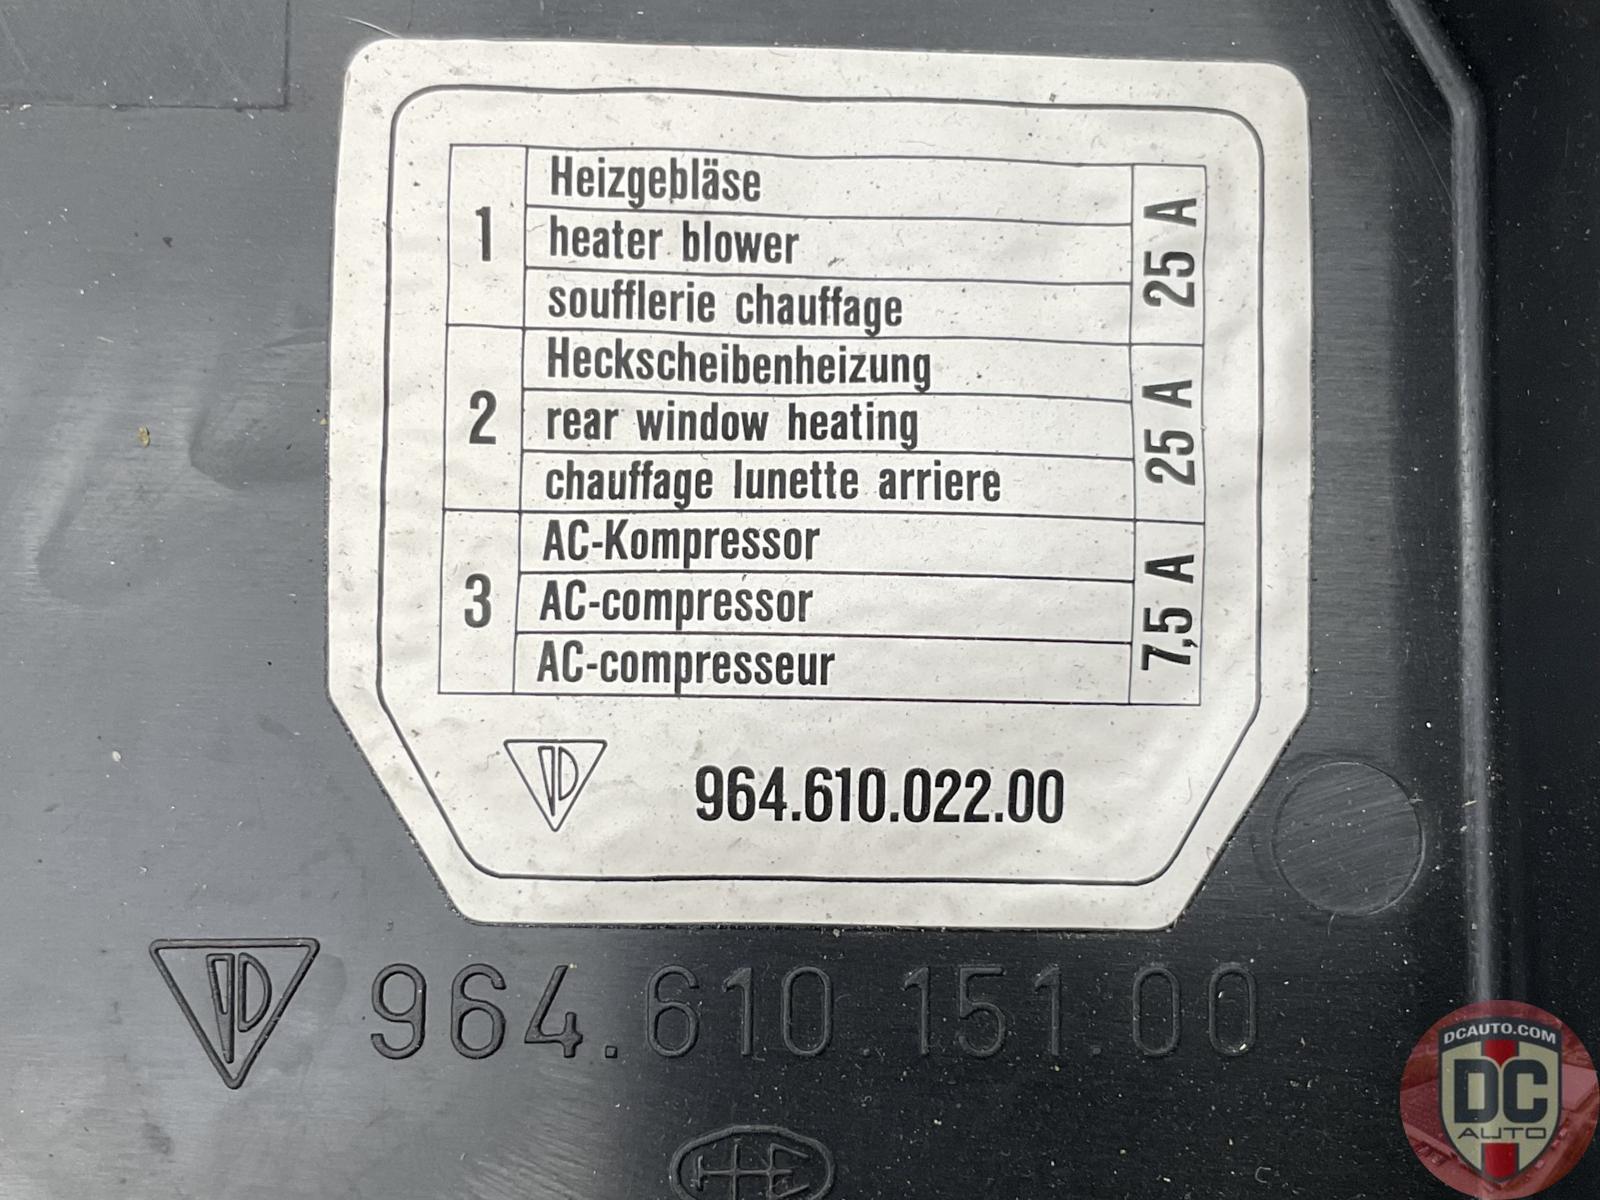 1
Heizgebläse
heater blower
soufflerie chauffage
25 A
2
Heckscheibenheizung
rear window heating
chauffage lunette arriere
25 A
3
AC-Kompressor
AC-compressor
AC-compresseur
7,5 A
964.610.022.00
964.610.151.00
DCAUTO.COM
DC
AUTO